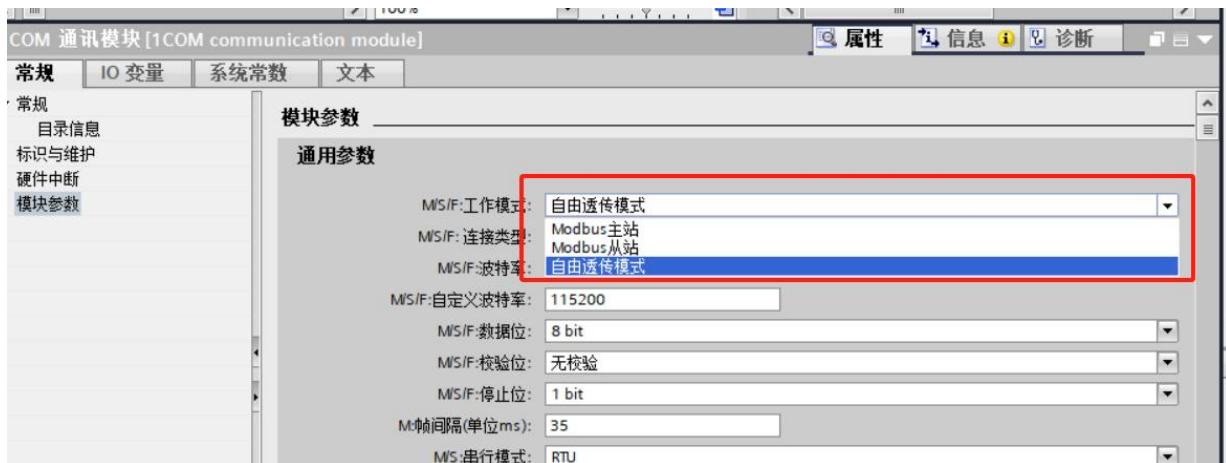 100%
COM 通讯模块 [1COM communication module]
属性 信息 诊断
常规 IO 变量 系统常数 文本
常规
目录信息
标识与维护
硬件中断
模块参数
模块参数
通用参数
M/S/F:工作模式: 自由透传模式
Modbus主站
M/S/F: 连接类型:
Modbus从站
M/S/F:波特率: 自由透传模式
M/S/F:自定义波特率: 115200
M/S/F:数据位: 8 bit
M/S/F:校验位: 无校验
M/S/F:停止位: 1 bit
M:帧间隔(单位ms): 35
M/S:串行模式: RTU